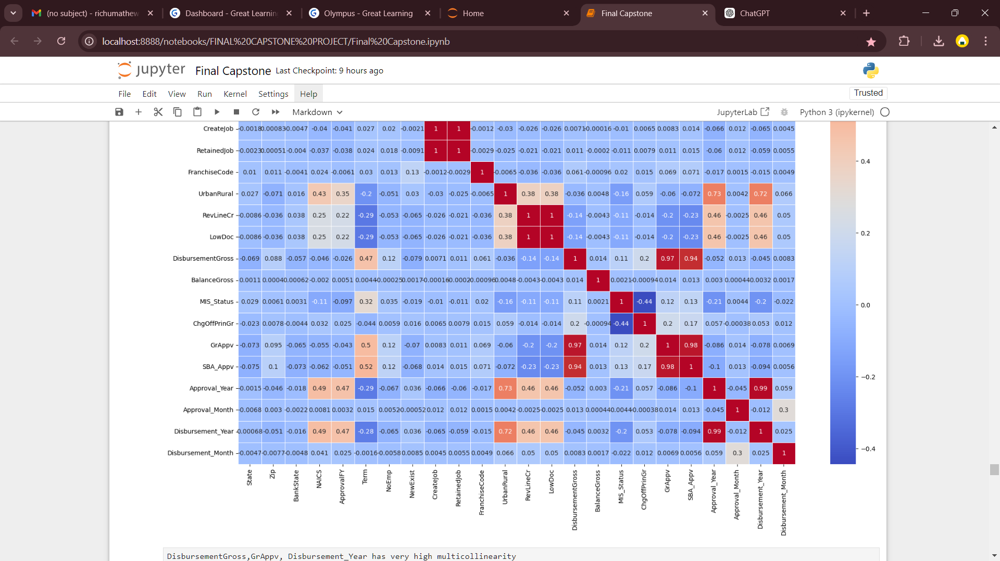 (no subject) - richumathew
Dashboard - Great Learnin
Olympus - Great Learning
Home
Final Capstone
ChatGPT
localhost:8888/notebooks/FINAL%20CAPSTONE%20PROJECT/Final%20Capstone.ipynb
jupyter Final Capstone Last Checkpoint: 9 hours ago
File Edit View Run Kernel Settings Help Trusted
Markdown JupyterLab Python 3 (ipykernel)
CreateJob -0.0018 0.00083 -0.0047 -0.04 -0.041 0.027 0.02 -0.0021 1 1 -0.0012 -0.03 -0.026 -0.026 0.0071 -0.00016 -0.01 0.0065 0.0083 0.014 -0.066 0.012 -0.065 0.0045
RetainedJob -0.0023 0.00051 -0.004 -0.037 -0.038 0.024 0.018 -0.0091 1 1 -0.0029 -0.025 -0.021 -0.021 0.011 -0.0002 -0.011 0.0079 0.011 0.015 -0.06 0.012 -0.059 0.0055
FranchiseCode 0.01 0.011 -0.0041 0.024 -0.0061 0.03 0.013 0.13 -0.0012 -0.0029 1 -0.0065 -0.036 -0.036 0.061 -0.00096 0.02 0.015 0.069 0.071 -0.017 0.0015 -0.015 0.0049
UrbanRural 0.027 -0.071 0.016 0.43 0.35 -0.2 -0.051 0.03 -0.03 -0.025 -0.0065 1 0.38 0.38 -0.036 0.0048 -0.16 0.059 -0.06 -0.072 0.73 0.0042 0.72 0.066
RevLineCr -0.0086 -0.036 0.038 0.25 0.22 -0.29 -0.053 -0.065 -0.026 -0.021 -0.036 0.38 1 1 -0.14 -0.0043 -0.11 -0.014 -0.2 -0.23 0.46 -0.0025 0.46 0.05
LowDoc -0.0086 -0.036 0.038 0.25 0.22 -0.29 -0.053 -0.065 -0.026 -0.021 -0.036 0.38 1 1 -0.14 -0.0043 -0.11 -0.014 -0.2 -0.23 0.46 -0.0025 0.46 0.05
DisbursementGross -0.069 0.088 -0.057 -0.046 -0.026 0.47 0.12 -0.079 0.0071 0.011 0.061 -0.036 -0.14 -0.14 1 0.014 0.11 0.2 0.97 0.94 -0.052 0.013 -0.045 0.0083
BalanceGross 0.0011 0.0004 0.00062 -0.002 0.0051 0.0044 0.00025 0.0017 -0.00016 -0.0002 -0.00096 0.0048 -0.0043 -0.0043 0.014 1 0.0021 -0.00094 0.014 0.013 0.003 0.00044 0.0032 0.0017
MIS_Status 0.029 0.0061 0.0031 -0.11 -0.097 0.32 0.035 -0.019 -0.01 -0.011 0.02 -0.16 -0.11 -0.11 0.11 0.0021 1 -0.44 0.12 0.13 -0.21 0.0044 -0.2 -0.022
ChgOffPrinGr -0.023 0.0078 -0.0044 0.032 0.025 -0.044 0.0059 0.016 0.0065 0.0079 0.015 0.059 -0.014 -0.014 0.2 -0.00094 -0.44 1 0.2 0.17 0.057 -0.00038 0.053 0.012
GrAppv -0.073 0.095 -0.065 -0.055 -0.043 0.5 0.12 -0.07 0.0083 0.011 0.069 -0.06 -0.2 -0.2 0.97 0.014 0.12 0.2 1 0.98 -0.086 0.014 -0.078 0.0069
SBA_Appv -0.075 0.1 -0.073 -0.062 -0.051 0.52 0.12 -0.068 0.014 0.015 0.071 -0.072 -0.23 -0.23 0.94 0.013 0.13 0.17 0.98 1 -0.1 0.013 -0.094 0.0056
Approval_Year -0.0015 -0.046 -0.018 0.49 0.47 -0.29 -0.067 0.036 -0.066 -0.06 -0.017 0.73 0.46 0.46 -0.052 0.003 -0.21 0.057 -0.086 -0.1 1 -0.045 0.99 0.059
Approval_Month -0.0068 0.003 -0.0022 0.0081 0.0032 0.015 0.0052 -0.00052 0.012 0.012 0.0015 0.0042 -0.0025 -0.0025 0.013 0.00044 0.0044 -0.00038 0.014 0.013 -0.045 1 -0.012 0.3
Disbursement_Year 0.00068 -0.051 -0.016 0.49 0.47 -0.28 -0.065 0.036 -0.065 -0.059 -0.015 0.72 0.46 0.46 -0.045 0.0032 -0.2 0.053 -0.078 -0.094 0.99 -0.012 1 0.025
Disbursement_Month -0.0047 -0.0077 -0.0048 0.041 0.025 -0.0016 -0.0058 0.0085 0.0045 0.0055 0.0049 0.066 0.05 0.05 0.0083 0.0017 -0.022 0.012 0.0069 0.0056 0.059 0.3 0.025 1
0.4
0.2
0.0
−0.2
−0.4
State Zip BankState NAICS ApprovalFY Term NoEmp NewExist CreateJob RetainedJob FranchiseCode UrbanRural RevLineCr LowDoc DisbursementGross BalanceGross MIS_Status ChgOffPrinGr GrAppv SBA_Appv Approval_Year Approval_Month Disbursement_Year Disbursement_Month
DisbursementGross,GrAppv, Disbursement_Year has very high multicollinearity